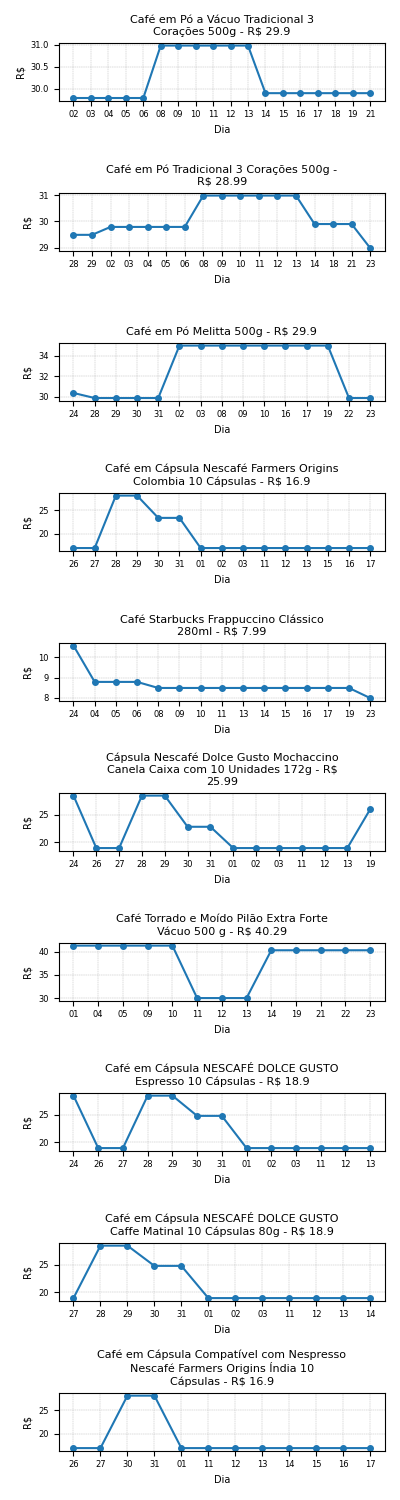 Café em Pó a Vácuo Tradicional 3
Corações 500g - R$ 29.9
31.0
30.5
30.0
R$
02 03 04 05 06 08 09 10 11 12 13 14 15 16 17 18 19 21
Dia
Café em Pó Tradicional 3 Corações 500g -
R$ 28.99
31
30
29
R$
28 29 02 03 04 05 06 08 09 10 11 12 13 14 18 21 23
Dia
Café em Pó Melitta 500g - R$ 29.9
34
32
30
R$
24 28 29 30 31 02 03 08 09 10 16 17 19 22 23
Dia
Café em Cápsula Nescafé Farmers Origins
Colombia 10 Cápsulas - R$ 16.9
25
20
R$
26 27 28 29 30 31 01 02 03 11 12 13 15 16 17
Dia
Café Starbucks Frappuccino Clássico
280ml - R$ 7.99
10
9
8
R$
24 04 05 06 08 09 10 11 13 14 15 16 17 19 23
Dia
Cápsula Nescafé Dolce Gusto Mochaccino
Canela Caixa com 10 Unidades 172g - R$
25.99
25
20
R$
24 26 27 28 29 30 31 01 02 03 11 12 13 19
Dia
Café Torrado e Moído Pilão Extra Forte
Vácuo 500 g - R$ 40.29
40
35
30
R$
01 04 05 09 10 11 12 13 14 19 21 22 23
Dia
Café em Cápsula NESCAFÉ DOLCE GUSTO
Espresso 10 Cápsulas - R$ 18.9
25
20
R$
24 26 27 28 29 30 31 01 02 03 11 12 13
Dia
Café em Cápsula NESCAFÉ DOLCE GUSTO
Caffe Matinal 10 Cápsulas 80g - R$ 18.9
25
20
R$
27 28 29 30 31 01 02 03 11 12 13 14
Dia
Café em Cápsula Compatível com Nespresso
Nescafé Farmers Origins Índia 10
Cápsulas - R$ 16.9
25
20
R$
26 27 30 31 01 11 12 13 14 15 16 17
Dia